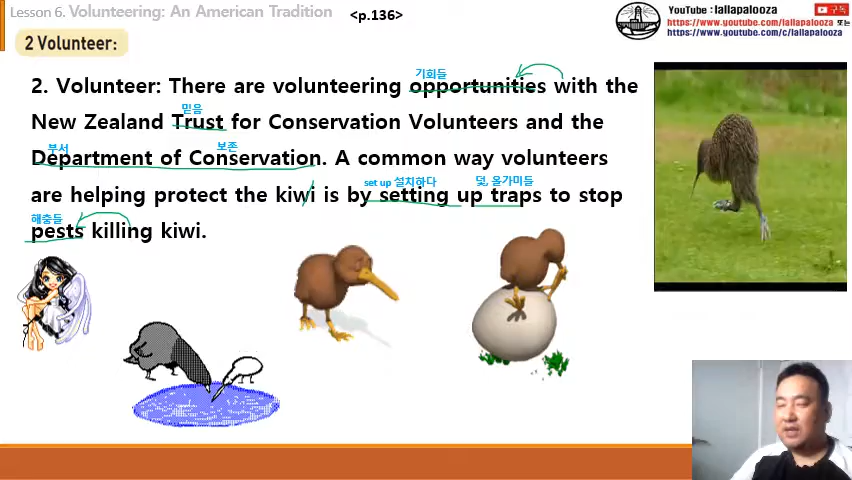 Lesson 6. Volunteering: An American Tradition
<p.136>
YouTube : lallapalooza
구독
https://www.youtube.com/lallapalooza 또는
https://www.youtube.com/c/lallapalooza
2 Volunteer:
기회들
2. Volunteer: There are volunteering opportunities with the
믿음
New Zealand Trust for Conservation Volunteers and the
부서 보존
Department of Conservation. A common way volunteers
set up 설치하다 덫, 올가미들
are helping protect the kiwi is by setting up traps to stop
해충들
pests killing kiwi.